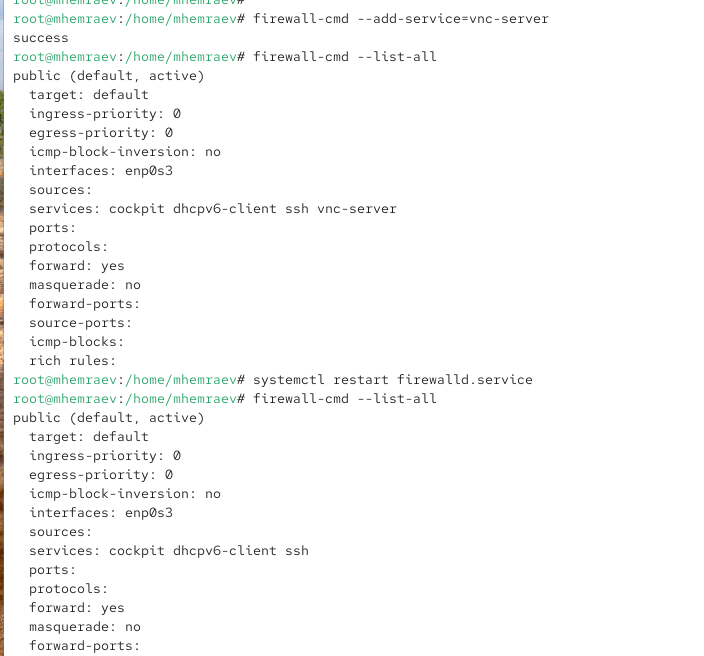 root@mhemraev:/home/mhemraev#
root@mhemraev:/home/mhemraev# firewall-cmd --add-service=vnc-server
success
root@mhemraev:/home/mhemraev# firewall-cmd --list-all
public (default, active)
  target: default
  ingress-priority: 0
  egress-priority: 0
  icmp-block-inversion: no
  interfaces: enp0s3
  sources:
  services: cockpit dhcpv6-client ssh vnc-server
  ports:
  protocols:
  forward: yes
  masquerade: no
  forward-ports:
  source-ports:
  icmp-blocks:
  rich rules:
root@mhemraev:/home/mhemraev# systemctl restart firewalld.service
root@mhemraev:/home/mhemraev# firewall-cmd --list-all
public (default, active)
  target: default
  ingress-priority: 0
  egress-priority: 0
  icmp-block-inversion: no
  interfaces: enp0s3
  sources:
  services: cockpit dhcpv6-client ssh
  ports:
  protocols:
  forward: yes
  masquerade: no
  forward-ports: